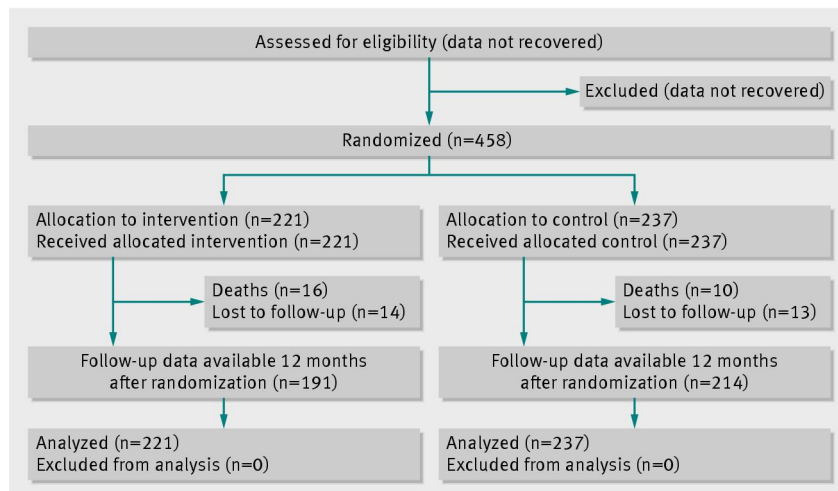 Assessed for eligibility (data not recovered)
Excluded (data not recovered)
Randomized (n=458)
Allocation to intervention (n=221)
Received allocated intervention (n=221)
Allocation to control (n=237)
Received allocated control (n=237)
Deaths (n=16)
Lost to follow-up (n=14)
Deaths (n=10)
Lost to follow-up (n=13)
Follow-up data available 12 months
after randomization (n=191)
Follow-up data available 12 months
after randomization (n=214)
Analyzed (n=221)
Excluded from analysis (n=0)
Analyzed (n=237)
Excluded from analysis (n=0)